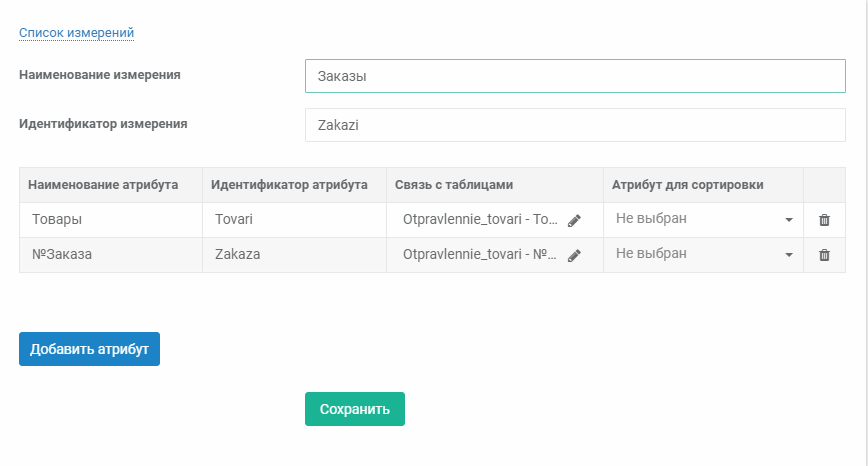 Список измерений
Наименование измерения Заказы
Идентификатор измерения Zakazi
Наименование атрибута Идентификатор атрибута Связь с таблицами Атрибут для сортировки
Товары Tovari Otpravlennie_tovari - То... Не выбран
№Заказа Zakaza Otpravlennie_tovari - №... Не выбран
Добавить атрибут
Сохранить